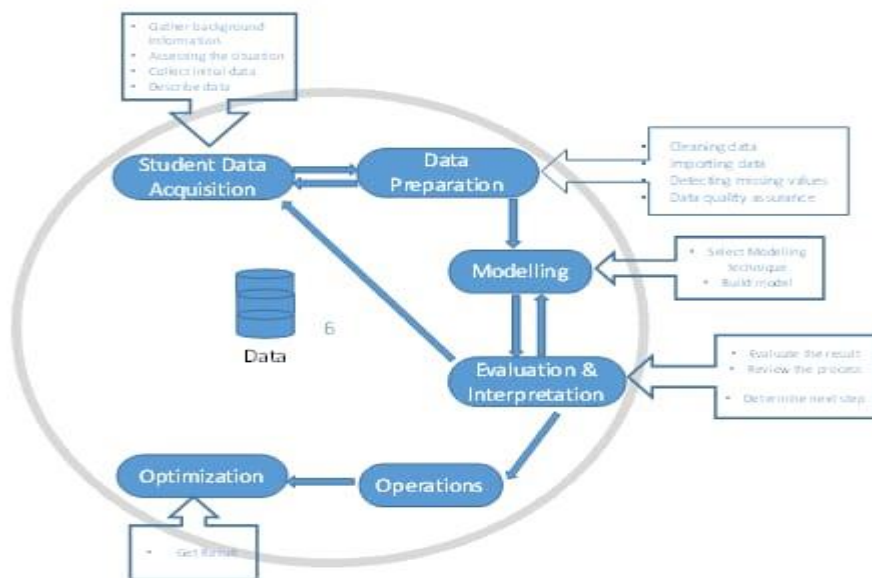 • Gather background
information
• Assessing the situation
• Collect initial data
• Describe data
Student Data
Acquisition
Data
Preparation
• Cleaning data
• Importing data
• Detecting missing values
• Data quality assurance
Modelling
• Select Modelling
technique
• Build model
6
Data
Evaluation &
Interpretation
• Evaluate the result
• Review the process
• Determine next step
Optimization
Operations
• Get Result